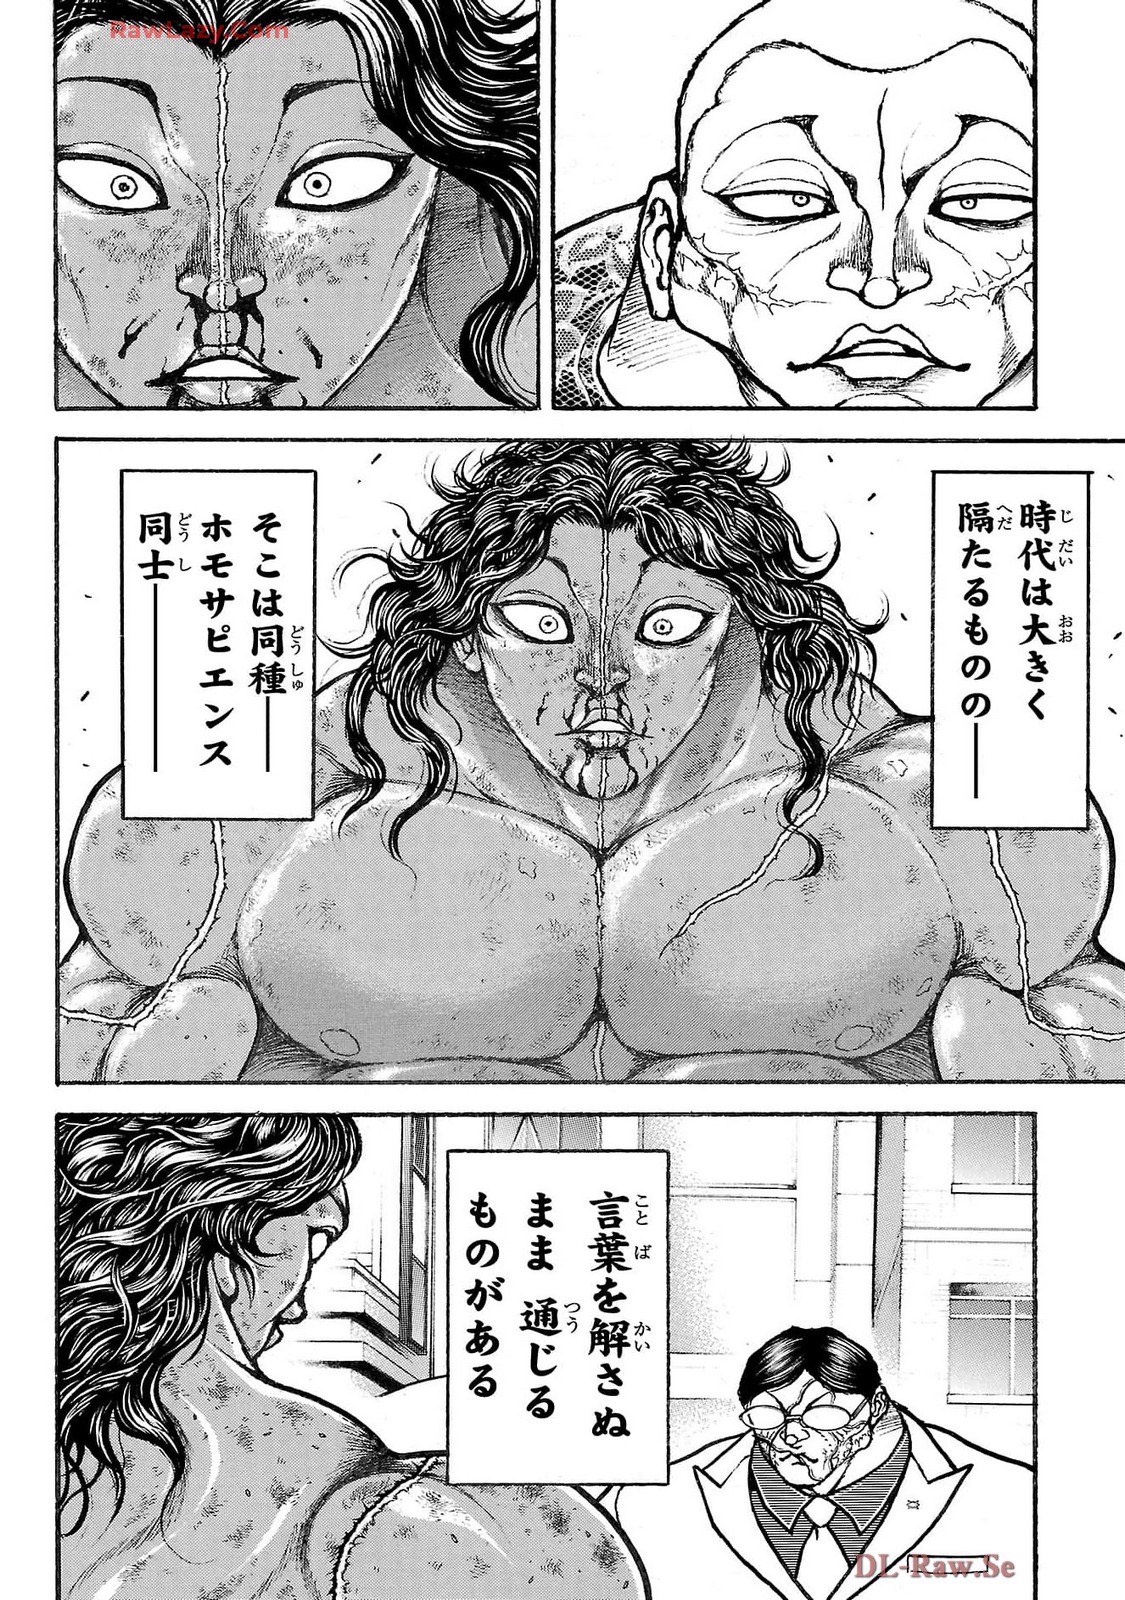 RawLazy.Com
時代は大きく
隔たるものの――
そこは同種――
ホモサピエンス
同士――
言葉を解さぬ
まま 通じる
ものがある
DL-Raw.Se